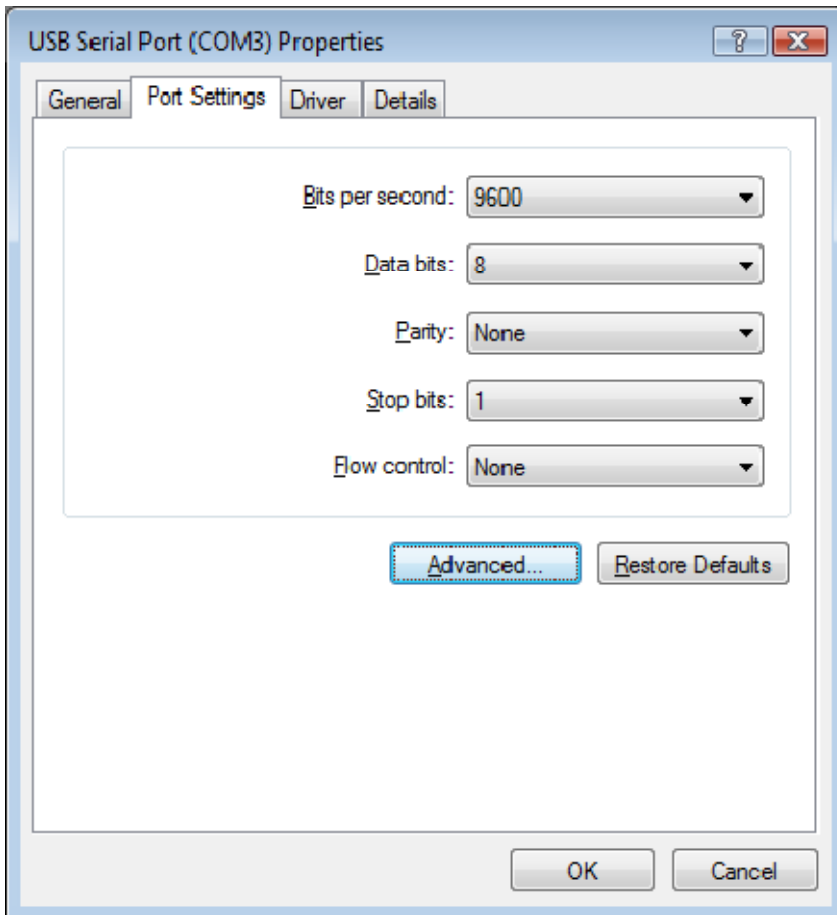 USB Serial Port (COM3) Properties
General Port Settings Driver Details
Bits per second: 9600
Data bits: 8
Parity: None
Stop bits: 1
Flow control: None
Advanced... Restore Defaults
OK Cancel